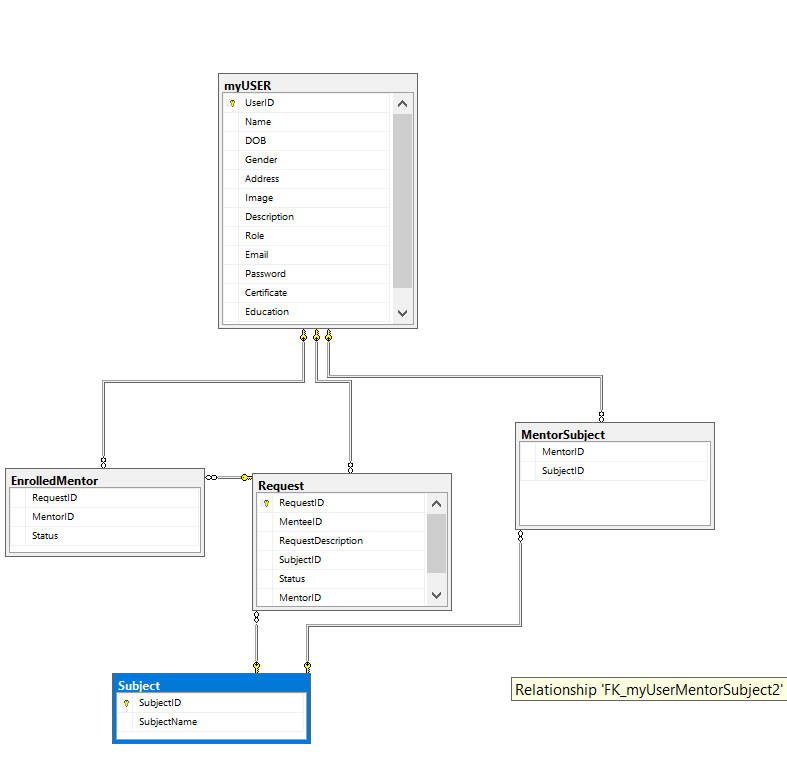 myUSER
UserID
Name
DOB
Gender
Address
Image
Description
Role
Email
Password
Certificate
Education
EnrolledMentor
RequestID
MentorID
Status
Request
RequestID
MenteeID
RequestDescription
SubjectID
Status
MentorID
MentorSubject
MentorID
SubjectID
Subject
SubjectID
SubjectName
Relationship 'FK_myUserMentorSubject2'